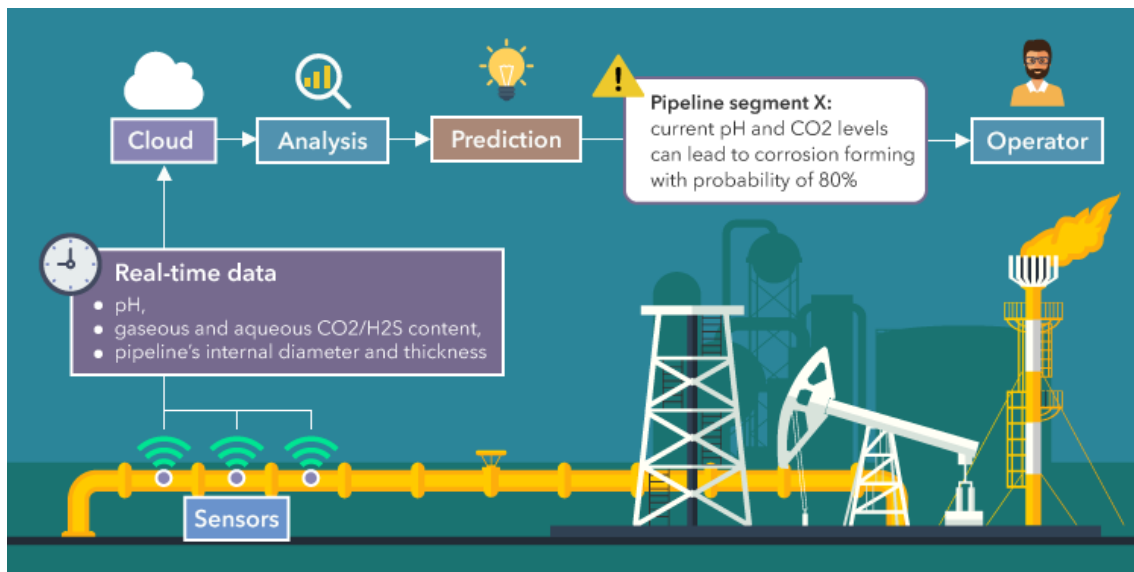 Cloud
Analysis
Prediction
Pipeline segment X:
current pH and CO2 levels
can lead to corrosion forming
with probability of 80%
Operator
Real-time data
• pH,
• gaseous and aqueous CO2/H2S content,
• pipeline's internal diameter and thickness
Sensors